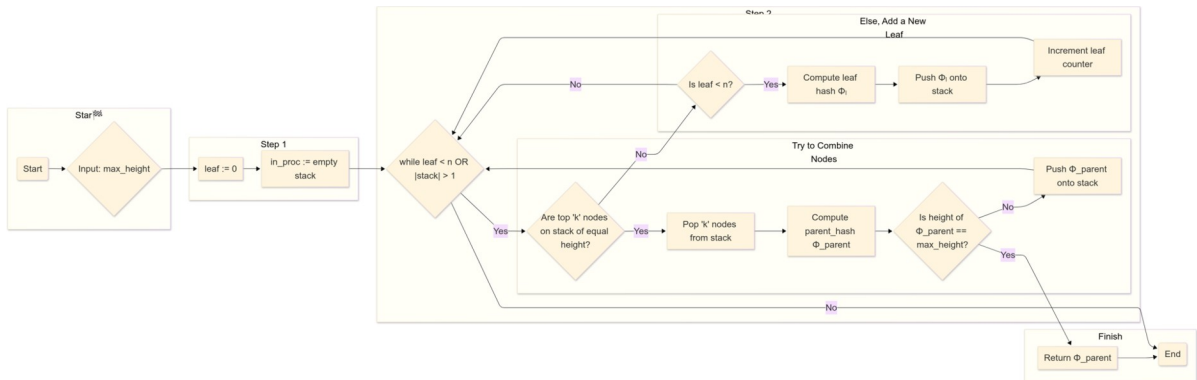 Start🏁
Start
Input: max_height
Step 1
leaf := 0
in_proc := empty
stack
Step 2
while leaf < n OR
|stack| > 1
Else, Add a New
Leaf
Is leaf < n?
Yes
Compute leaf
hash Φₗ
Push Φₗ onto
stack
Increment leaf
counter
No
No
Try to Combine
Nodes
Yes
Are top 'k' nodes
on stack of equal
height?
Yes
Pop 'k' nodes
from stack
Compute
parent_hash
Φ_parent
Is height of
Φ_parent ==
max_height?
No
Push Φ_parent
onto stack
Yes
No
Finish
Return Φ_parent
End